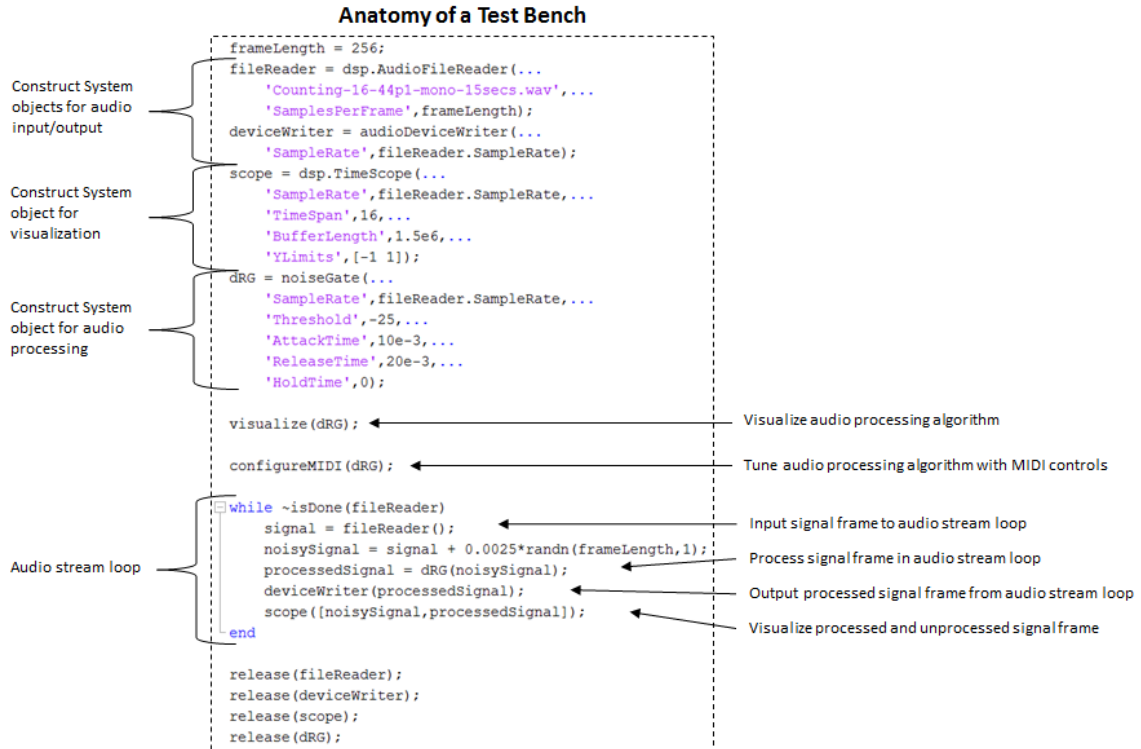 Anatomy of a Test Bench
frameLength = 256;
fileReader = dsp.AudioFileReader(...
'Counting-16-44p1-mono-15secs.wav',...
'SamplesPerFrame',frameLength);
deviceWriter = audioDeviceWriter(...
'SampleRate',fileReader.SampleRate);
Construct System
objects for audio
input/output
scope = dsp.TimeScope(...
'SampleRate',fileReader.SampleRate,...
'TimeSpan',16,...
'BufferLength',1.5e6,...
'YLimits',[-1 1]);
Construct System
object for
visualization
dRG = noiseGate(...
'SampleRate',fileReader.SampleRate,...
'Threshold',-25,...
'AttackTime',10e-3,...
'ReleaseTime',20e-3,...
'HoldTime',0);
Construct System
object for audio
processing
visualize(dRG);
Visualize audio processing algorithm
configureMIDI(dRG);
Tune audio processing algorithm with MIDI controls
Audio stream loop
while ~isDone(fileReader)
signal = fileReader();
Input signal frame to audio stream loop
noisySignal = signal + 0.0025*randn(frameLength,1);
processedSignal = dRG(noisySignal);
Process signal frame in audio stream loop
deviceWriter(processedSignal);
Output processed signal frame from audio stream loop
scope([noisySignal,processedSignal]);
Visualize processed and unprocessed signal frame
end
release(fileReader);
release(deviceWriter);
release(scope);
release(dRG);